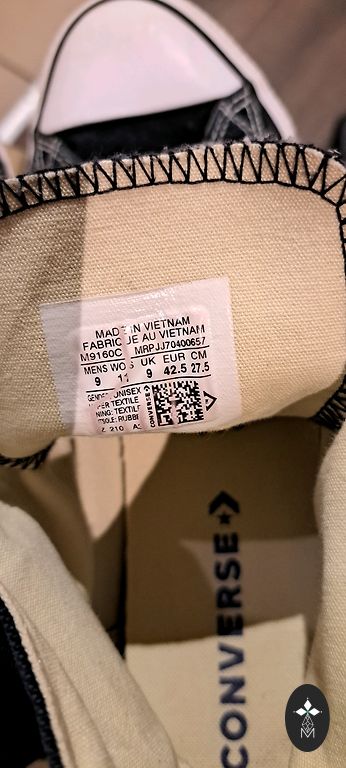 MADE IN VIETNAM
FABRIQUE AU VIETNAM
M9160C MRPJJ70400657
MENS UK EUR CM
9 11 9 42.5 27.5
UNISEX
TEXTILE
TEXTILE
CONVERSE
210
CONVERSE